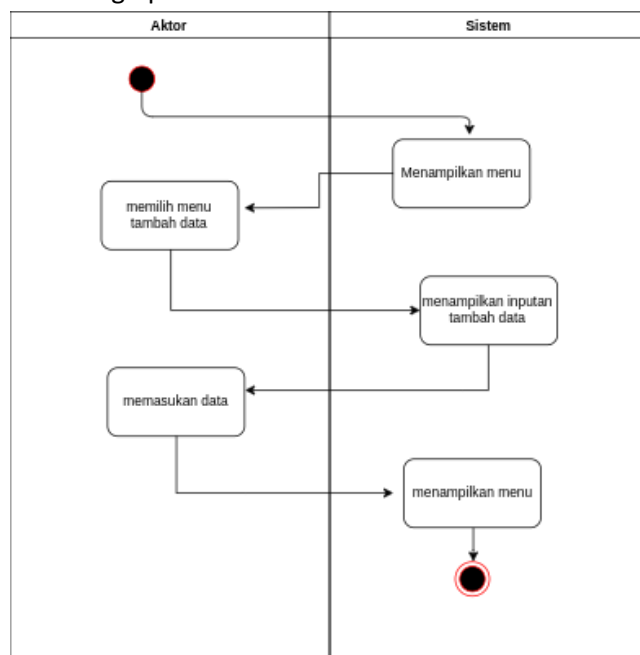 Aktor
Sistem
Menampilkan menu
memilih menu
tambah data
menampilkan inputan
tambah data
memasukan data
menampilkan menu